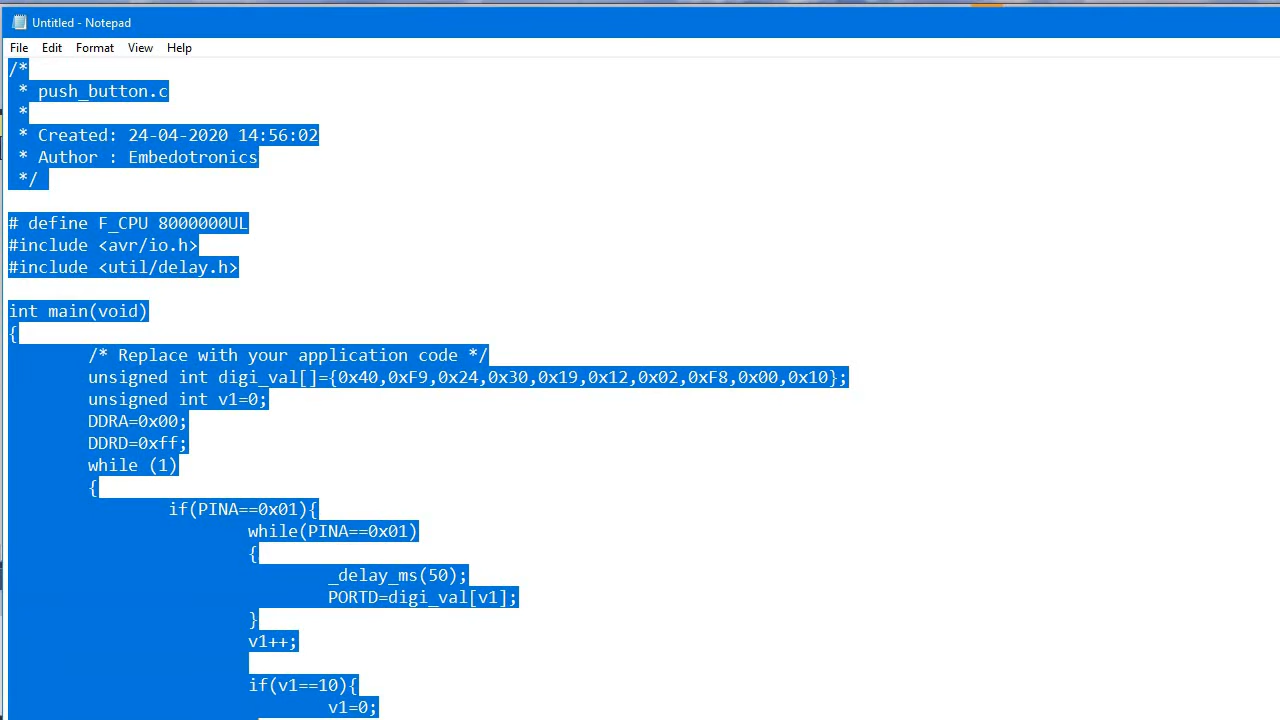 Untitled - Notepad
File Edit Format View Help
/*
 * push_button.c
 *
 * Created: 24-04-2020 14:56:02
 * Author : Embedotronics
 */

# define F_CPU 8000000UL
#include <avr/io.h>
#include <util/delay.h>

int main(void)
{
        /* Replace with your application code */
        unsigned int digi_val[]={0x40,0xF9,0x24,0x30,0x19,0x12,0x02,0xF8,0x00,0x10};
        unsigned int v1=0;
        DDRA=0x00;
        DDRD=0xff;
        while (1)
        {
                if(PINA==0x01){
                        while(PINA==0x01)
                        {
                                _delay_ms(50);
                                PORTD=digi_val[v1];
                        }
                        v1++;

                        if(v1==10){
                                v1=0;